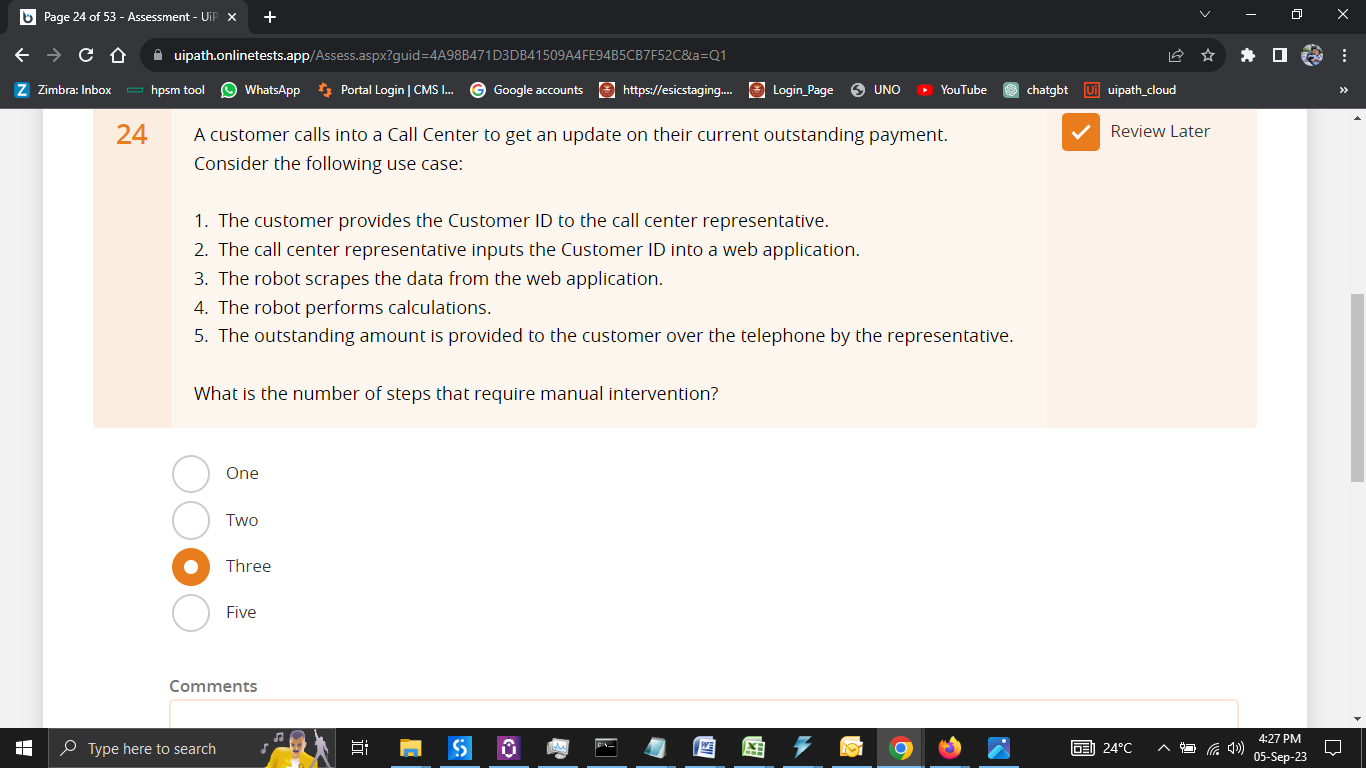 Page 24 of 53 - Assessment - UiP
uipath.onlinetests.app/Assess.aspx?guid=4A98B471D3DB41509A4FE94B5CB7F52C&a=Q1
Zimbra: Inbox hpsm tool WhatsApp Portal Login | CMS I... Google accounts https://esicstaging.... Login_Page UNO YouTube chatgbt uipath_cloud »
24
A customer calls into a Call Center to get an update on their current outstanding payment.
Consider the following use case:
1. The customer provides the Customer ID to the call center representative.
2. The call center representative inputs the Customer ID into a web application.
3. The robot scrapes the data from the web application.
4. The robot performs calculations.
5. The outstanding amount is provided to the customer over the telephone by the representative.
What is the number of steps that require manual intervention?
Review Later
One
Two
Three
Five
Comments
Type here to search
24°C
4:27 PM
05-Sep-23